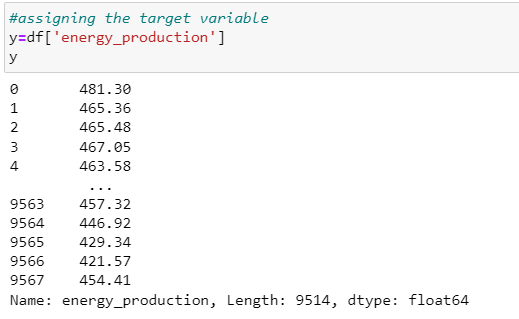 #assigning the target variable
y=df['energy_production']
y
0 481.30
1 465.36
2 465.48
3 467.05
4 463.58
...
9563 457.32
9564 446.92
9565 429.34
9566 421.57
9567 454.41
Name: energy_production, Length: 9514, dtype: float64